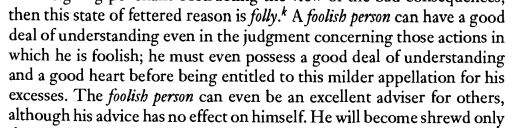 then this state of fettered reason is folly.k A foolish person can have a good
deal of understanding even in the judgment concerning those actions in
which he is foolish; he must even possess a good deal of understanding
and a good heart before being entitled to this milder appellation for his
excesses. The foolish person can even be an excellent adviser for others,
although his advice has no effect on himself. He will become shrewd only